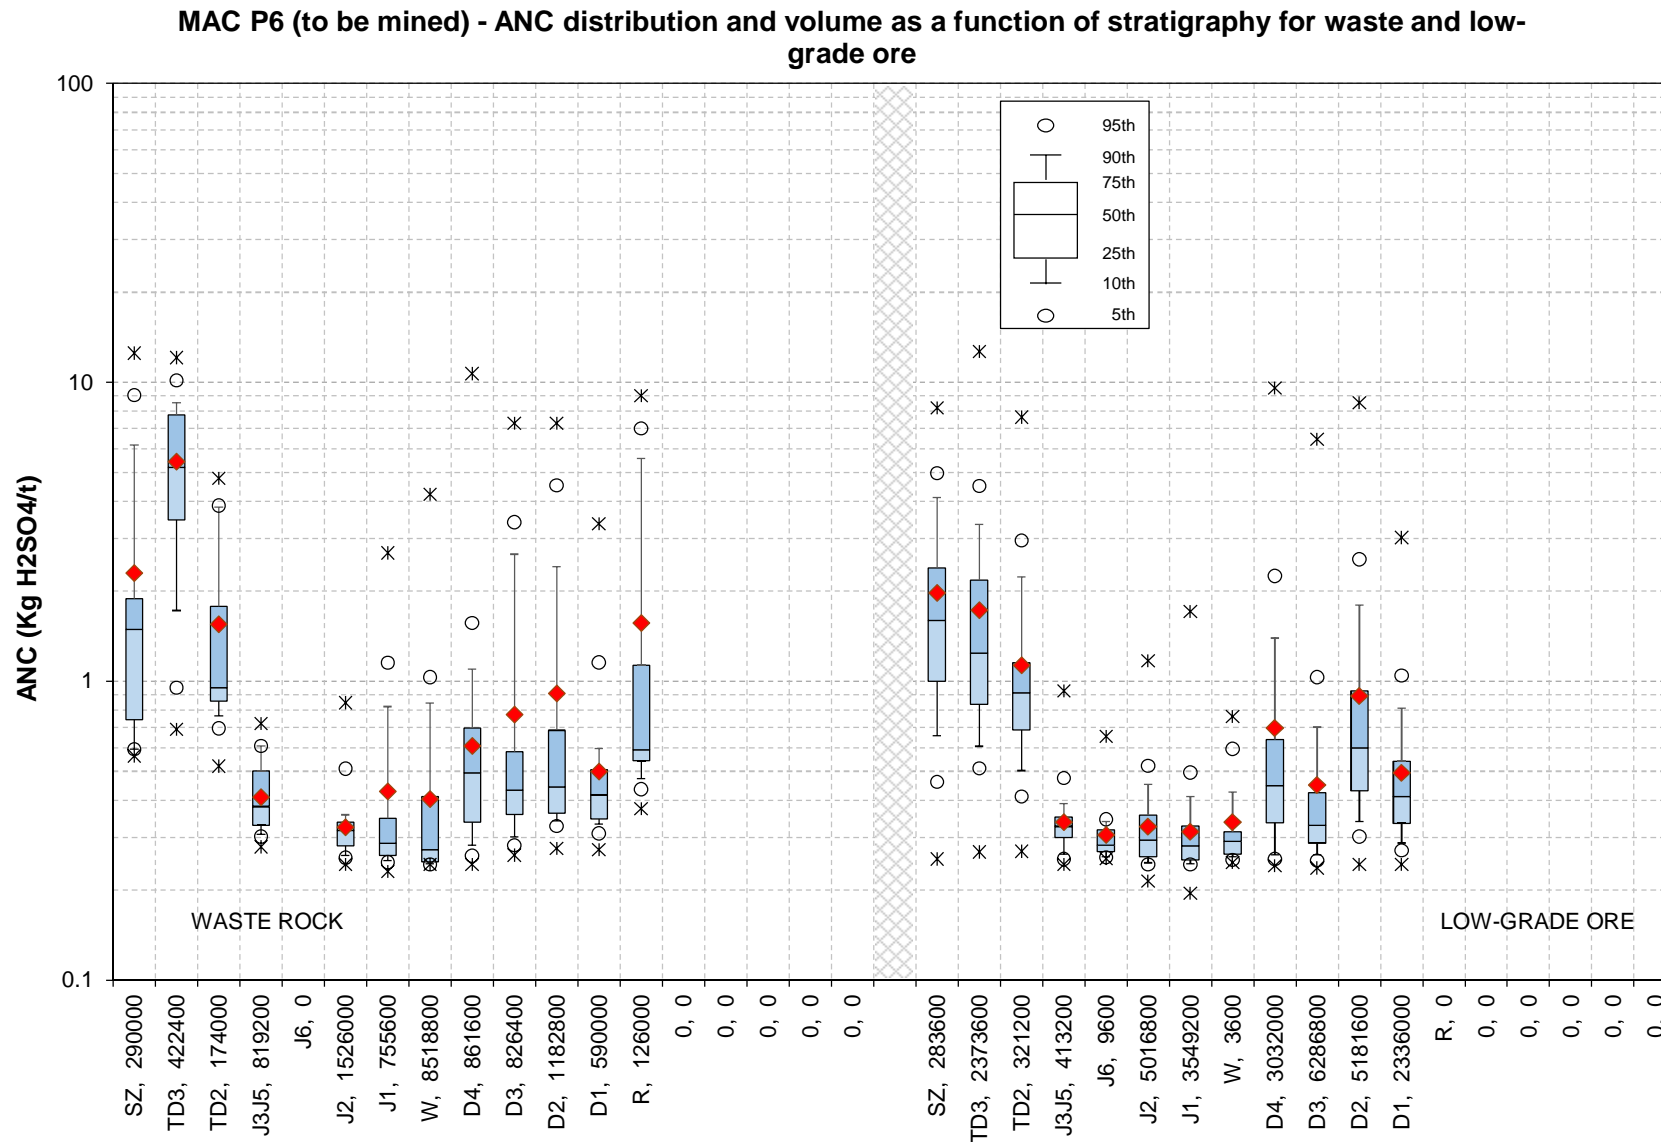 MAC P6 (to be mined) - ANC distribution and volume as a function of stratigraphy for waste and low-
grade ore
100
10
1
0.1
ANC (Kg H2SO4/t)
95th
90th
75th
50th
25th
10th
5th
WASTE ROCK
LOW-GRADE ORE
SZ, 290000
TD3, 422400
TD2, 174000
J3J5, 819200
J6, 0
J2, 1526000
J1, 755600
W, 8518800
D4, 861600
D3, 826400
D2, 1182800
D1, 590000
R, 126000
0, 0
0, 0
0, 0
0, 0
0, 0
SZ, 283600
TD3, 2373600
TD2, 321200
J3J5, 413200
J6, 9600
J2, 5016800
J1, 3549200
W, 3600
D4, 3032000
D3, 6286800
D2, 5181600
D1, 2336000
R, 0
0, 0
0, 0
0, 0
0, 0
0, 0